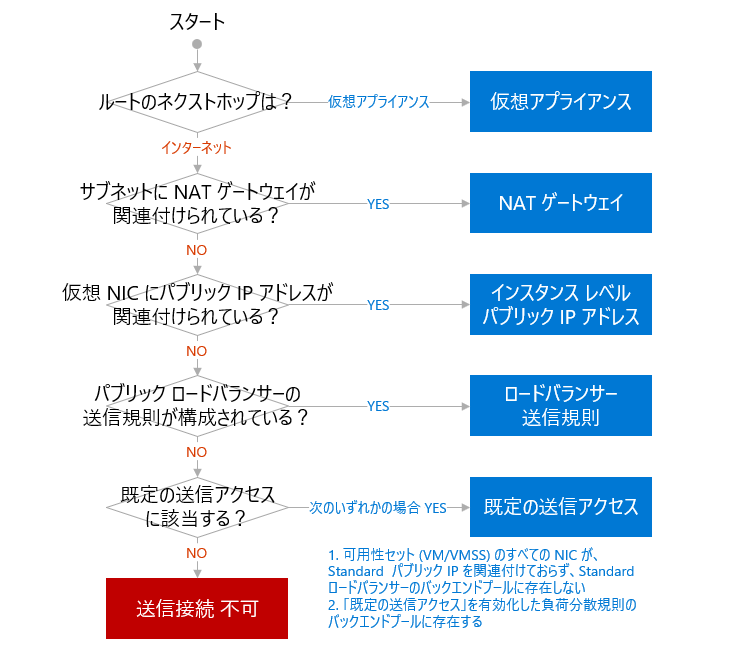 スタート
ルートのネクストホップは？
仮想アプライアンス
仮想アプライアンス
インターネット
サブネットに NAT ゲートウェイが
関連付けられている？
YES
NAT ゲートウェイ
NO
仮想 NIC にパブリック IP アドレスが
関連付けられている？
YES
インスタンス レベル
パブリック IP アドレス
NO
パブリック ロードバランサーの
送信規則が構成されている？
YES
ロードバランサー
送信規則
NO
既定の送信アクセス
に該当する？
次のいずれかの場合 YES
既定の送信アクセス
NO
送信接続 不可
1. 可用性セット (VM/VMSS) のすべての NIC が、
Standard パブリック IP を関連付けておらず、Standard
ロードバランサーのバックエンドプールに存在しない
2. 「既定の送信アクセス」を有効化した負荷分散規則の
バックエンドプールに存在する